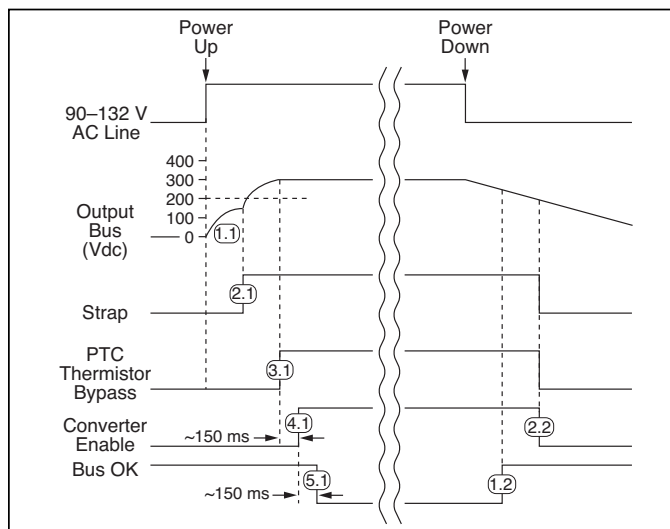 Power
Up
Power
Down
90–132 V
AC Line
400
300
200
100
0
Output
Bus
(Vdc)
1.1
2.1
Strap
PTC
Thermistor
Bypass
3.1
Converter
Enable
~150 ms
4.1
2.2
Bus OK
5.1
1.2
~150 ms